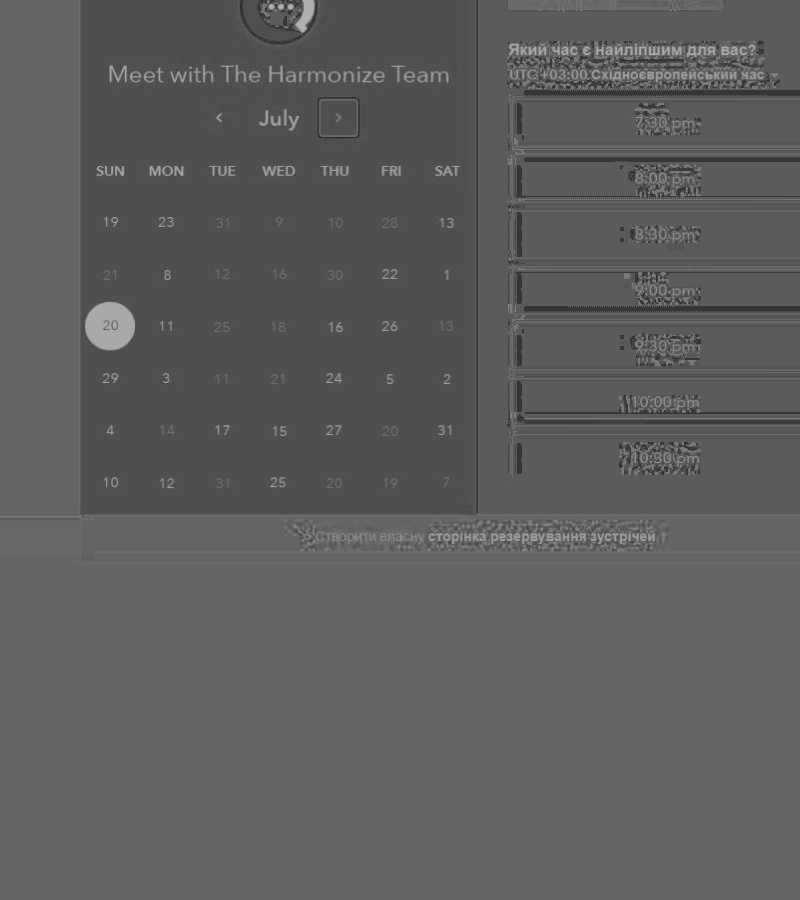 Meet with The Harmonize Team
July
SUN MON TUE WED THU FRI SAT
19 23 31 9 10 28 13
21 8 12 16 30 22 1
20 11 25 18 16 26 13
29 3 11 21 24 5 2
4 14 17 15 27 20 31
10 12 31 25 20 19 7
Який час є найліпшим для вас?
UTC +03:00 Східноєвропейський час
7:30 pm
8:00 pm
8:30 pm
9:00 pm
9:30 pm
10:00 pm
10:30 pm
Створити ввасну сторінка резервування зустрічей